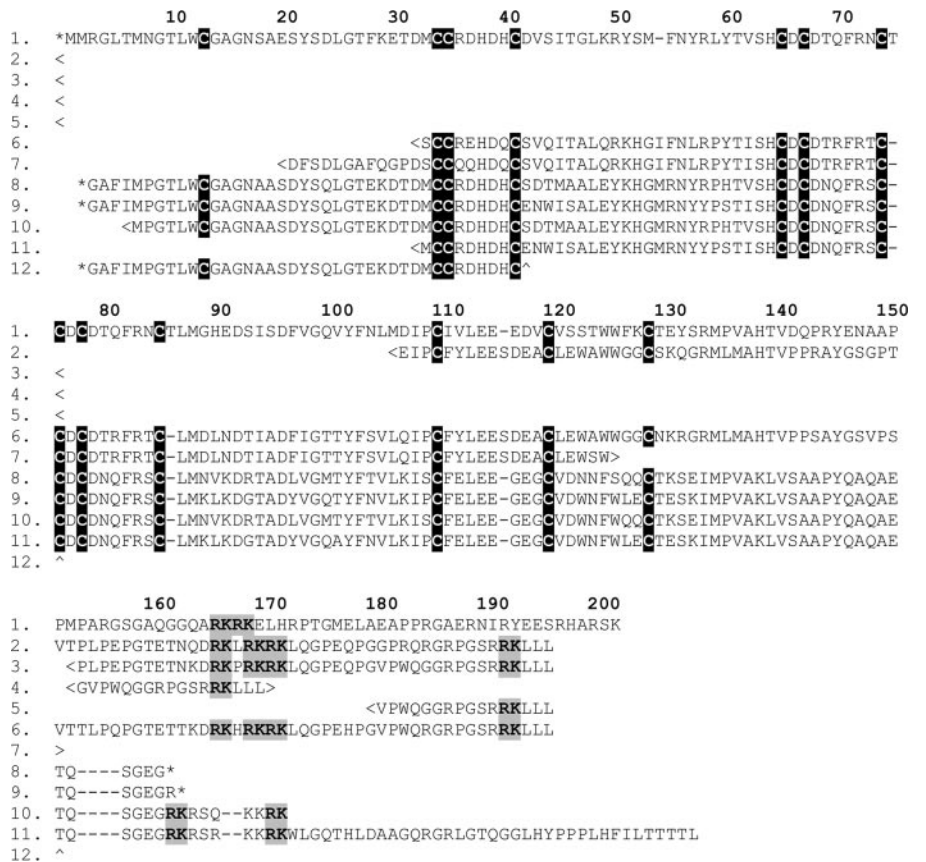 10 20 30 40 50 60 70
1. *MMRGLTMNGTLWCGAGNSAESYSDLGTFKETDMCCRDHDHCDVSITGLKRYSM-FNYRLYTVSHCDCDTQFRNCT
2. <
3. <
4. <
5. <
6. <SCCREHDQCSVQITALQRKHGIFNLRPYTISHCDCDTRFRTC-
7. <DFSDLGAFQGPDSCCQQHDQCSVQITALQRKHGIFNLRPYTISHCDCDTRFRTC-
8. *GAFIMPGTLWCGAGNAASDYSQLGTEKDTDMCCRDHDHCSDTMAALEYKHGMRNYRPHTVSHCDCDNQFRSC-
9. *GAFIMPGTLWCGAGNAASDYSQLGTEKDTDMCCRDHDHCENWISALEYKHGMRNYYPSTISHCDCDNQFRSC-
10. <MPGTLWCGAGNAASDYSQLGTEKDTDMCCRDHDHCSDTMAALEYKHGMRNYRPHTVSHCDCDNQFRSC-
11. <MCCRDHDHCENWISALEYKHGMRNYYPSTISHCDCDNQFRSC-
12. *GAFIMPGTLWCGAGNAASDYSQLGTEKDTDMCCRDHDHC^
80 90 100 110 120 130 140 150
1. CDCDTQFRNCTLMGHEDSISDFVGQVYFNLMDIPCIVLEE-EDVCVSSTWWFKCTEYSRMPVAHTVDQPRYENAAP
2. <EIPCFYLEESDEACLEWAWWGGCSKQGRMLMAHTVPPRAYGSGPT
3. <
4. <
5. <
6. CDCDTRFRTC-LMDLNDTIADFIGTTYFSVLQIPCFYLEESDEACLEWAWWGGCNKRGRMLMAHTVPPSAYGSVPS
7. CDCDTRFRTC-LMDLNDTIADFIGTTYFSVLQIPCFYLEESDEACLEWSW>
8. CDCDNQFRSC-LMNVKDRTADLVGMTYFTVLKISCFELEE-GEGCVDNNFSQQCTKSEIMPVAKLVSAAPYQAQAE
9. CDCDNQFRSC-LMKLKDGTADYVGQTYFNVLKIPCFELEE-GEGCVDWNFWLECTESKIMPVAKLVSAAPYQAQAE
10. CDCDNQFRSC-LMNVKDRTADLVGMTYFTVLKISCFELEE-GEGCVDWNFWQQCTKSEIMPVAKLVSAAPYQAQAE
11. CDCDNQFRSC-LMKLKDGTADYVGQAYFNVLKIPCFELEE-GEGCVDWNFWLECTESKIMPVAKLVSAAPYQAQAE
12. ^
160 170 180 190 200
1. PMPARGSGAQGGQARKRKELHRPTGMELAEAPPRGAERNIRYEESRHARSK
2. VTPLPEPGTETNQDRKLRKRKLQGPEQPGGPRQRGRPGSRRKLLL
3. <PLPEPGTETNKDRKPRKRKLQGPEQPGVPWQGGRPGSRRKLLL
4. <GVPWQGGRPGSRRKLLL>
5. <VPWQGGRPGSRRKLLL
6. VTTLPQPGTETTKDRKHRKRKLQGPEHPGVPWQRGRPGSRRKLLL
7. >
8. TQ----SGEG*
9. TQ----SGEGR*
10. TQ----SGEGRKRSQ--KKRK
11. TQ----SGEGRKRSR--KKRKWLGQTHLDAAGQRGRLGTQGGLHYPPPLHFILTTTTL
12. ^